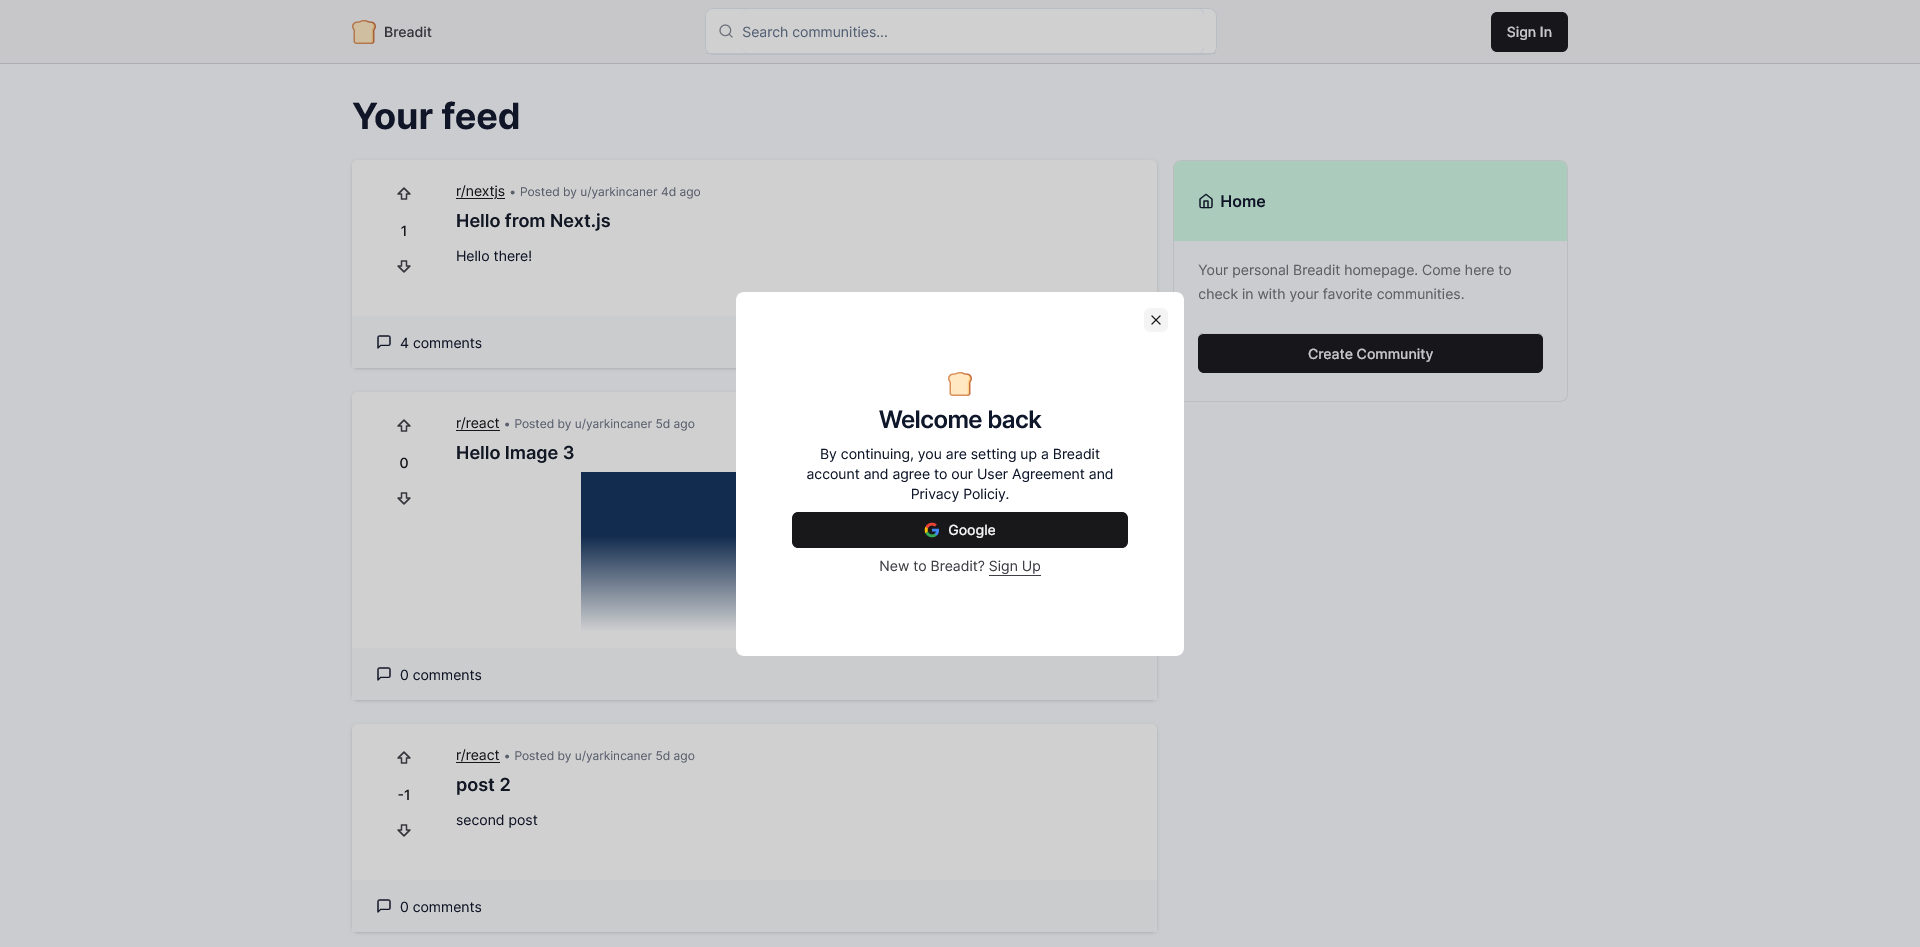 Breadit
Search communities...
Sign In
Your feed
r/nextjs • Posted by u/yarkincaner 4d ago
1
Hello from Next.js
Hello there!
4 comments
r/react • Posted by u/yarkincaner 5d ago
0
Hello Image 3
0 comments
r/react • Posted by u/yarkincaner 5d ago
-1
post 2
second post
0 comments
Home
Your personal Breadit homepage. Come here to
check in with your favorite communities.
Create Community
Welcome back
By continuing, you are setting up a Breadit
account and agree to our User Agreement and
Privacy Policiy.
Google
New to Breadit? Sign Up